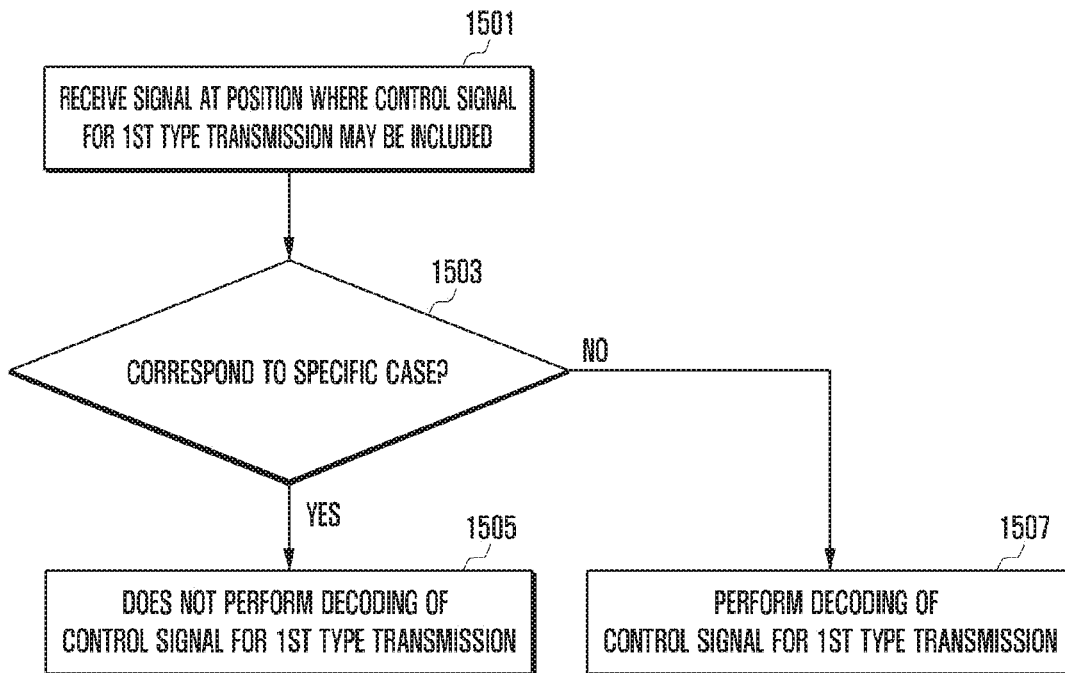 1501
RECEIVE SIGNAL AT POSITION WHERE CONTROL SIGNAL
FOR 1ST TYPE TRANSMISSION MAY BE INCLUDED
1503
CORRESPOND TO SPECIFIC CASE?
NO
YES
1505
DOES NOT PERFORM DECODING OF
CONTROL SIGNAL FOR 1ST TYPE TRANSMISSION
1507
PERFORM DECODING OF
CONTROL SIGNAL FOR 1ST TYPE TRANSMISSION